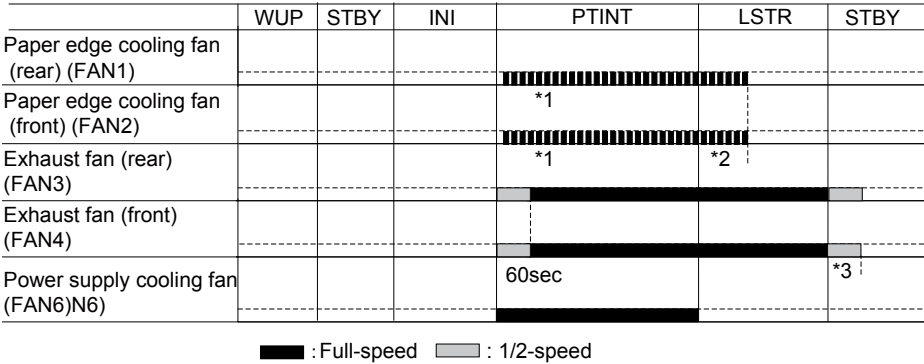 WUP STBY INI PTINT LSTR STBY
Paper edge cooling fan
(rear) (FAN1)
*1
Paper edge cooling fan
(front) (FAN2)
*1 *2
Exhaust fan (rear)
(FAN3)
Exhaust fan (front)
(FAN4)
60sec *3
Power supply cooling fan
(FAN6)N6)
: Full-speed : 1/2-speed